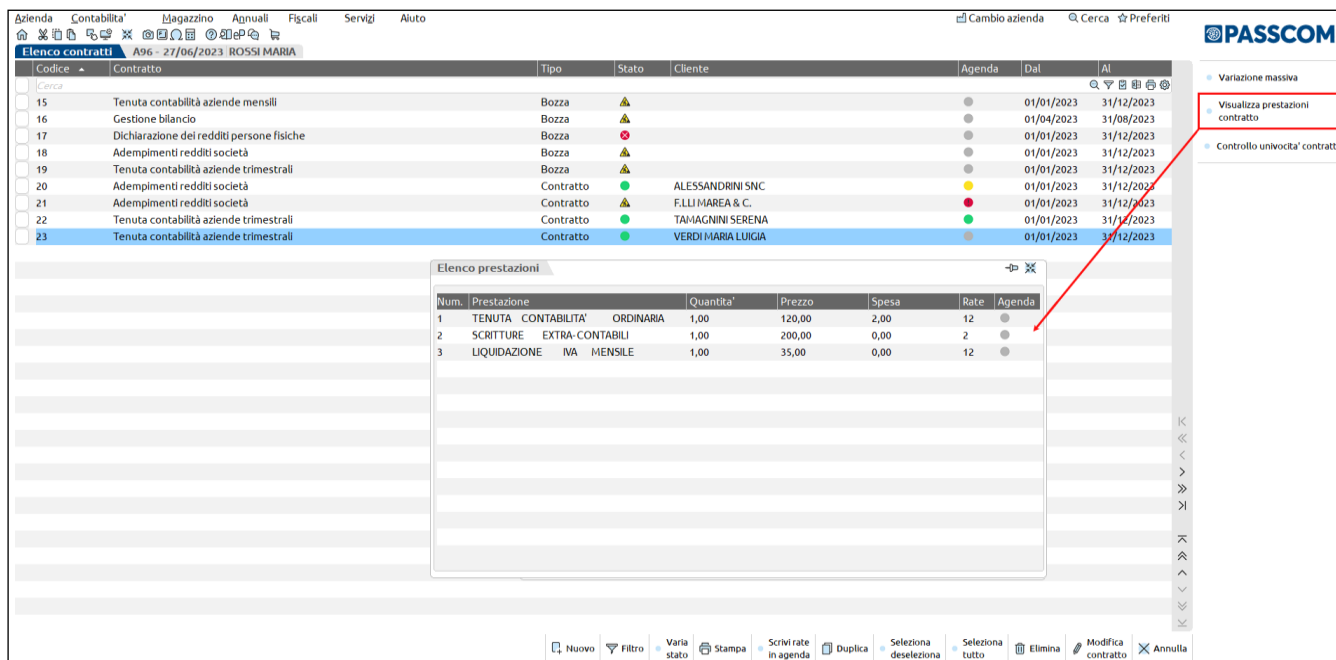 Azienda Contabilita' Magazzino Annuali Fiscali Servizi Aiuto Cambio azienda Cerca Preferiti
PASSCOM
Elenco contratti A96 - 27/06/2023 ROSSI MARIA
Codice Contratto Tipo Stato Cliente Agenda Dal Al
Cerca
15 Tenuta contabilità aziende mensili Bozza 01/01/2023 31/12/2023
16 Gestione bilancio Bozza 01/04/2023 31/08/2023
17 Dichiarazione dei redditi persone fisiche Bozza 01/01/2023 31/12/2023
18 Adempimenti redditi società Bozza 01/01/2023 31/12/2023
19 Tenuta contabilità aziende trimestrali Bozza 01/01/2023 31/12/2023
20 Adempimenti redditi società Contratto ALESSANDRINI SNC 01/01/2023 31/12/2023
21 Adempimenti redditi società Contratto F.LLI MAREA & C. 01/01/2023 31/12/2023
22 Tenuta contabilità aziende trimestrali Contratto TAMAGNINI SERENA 01/01/2023 31/12/2023
23 Tenuta contabilità aziende trimestrali Contratto VERDI MARIA LUIGIA 01/01/2023 31/12/2023
Variazione massiva
Visualizza prestazioni
contratto
Controllo univocita' contratt
Elenco prestazioni
Num. Prestazione Quantita' Prezzo Spesa Rate Agenda
1 TENUTA CONTABILITA' ORDINARIA 1,00 120,00 2,00 12
2 SCRITTURE EXTRA-CONTABILI 1,00 200,00 0,00 2
3 LIQUIDAZIONE IVA MENSILE 1,00 35,00 0,00 12
Nuovo Filtro Varia stato Stampa Scrivi rate in agenda Duplica Seleziona deseleziona Seleziona tutto Elimina Modifica contratto Annulla